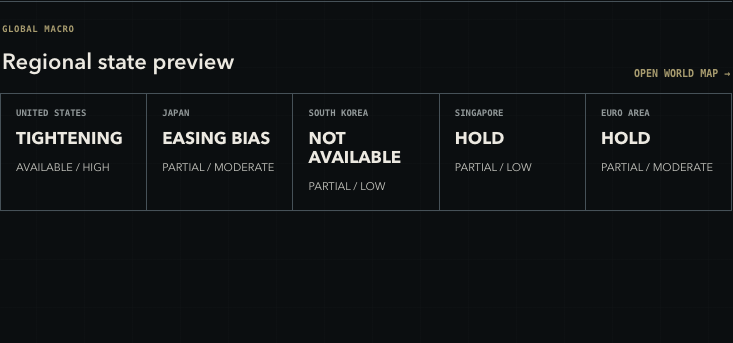 GLOBAL MACRO
Regional state preview
OPEN WORLD MAP →
UNITED STATES
TIGHTENING
AVAILABLE / HIGH
JAPAN
EASING BIAS
PARTIAL / MODERATE
SOUTH KOREA
NOT
AVAILABLE
PARTIAL / LOW
SINGAPORE
HOLD
PARTIAL / LOW
EURO AREA
HOLD
PARTIAL / MODERATE